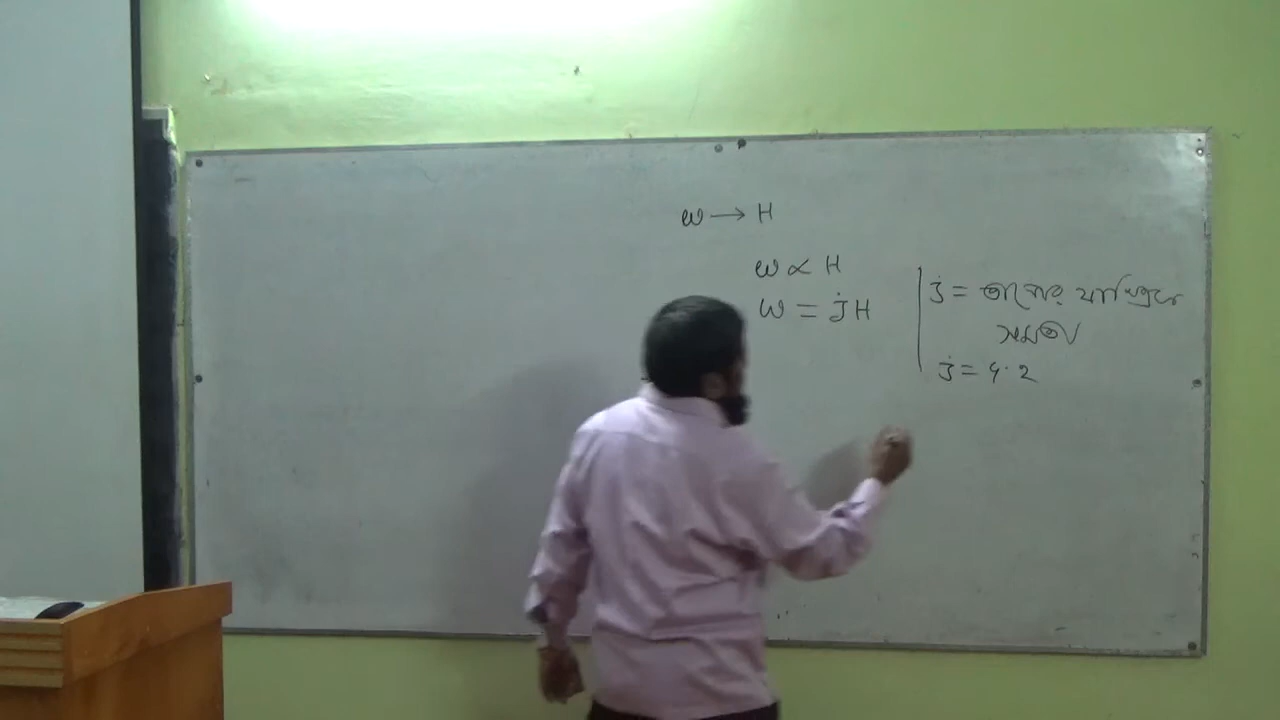 W → H
W ∝ H
W = J H
J = তাপের যান্ত্রিক
সমতা
J = 4.2